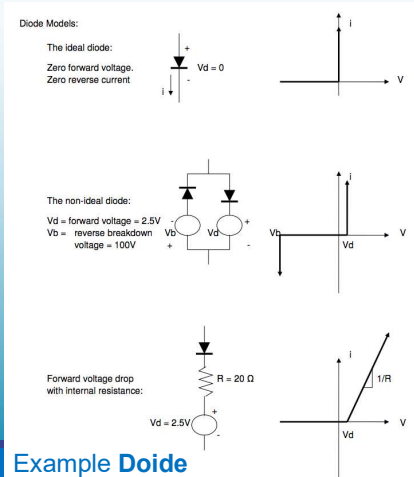 Diode Models:
The ideal diode:
Zero forward voltage.
Zero reverse current
+
Vd = 0
-
i
i
V
The non-ideal diode:
Vd = forward voltage = 2.5V
Vb = reverse breakdown
voltage = 100V
-
Vb
+
Vd
+
-
i
Vb
Vd
V
Forward voltage drop
with internal resistance:
R = 20 Ω
Vd = 2.5V
+
-
i
1/R
Vd
V
Example Doide